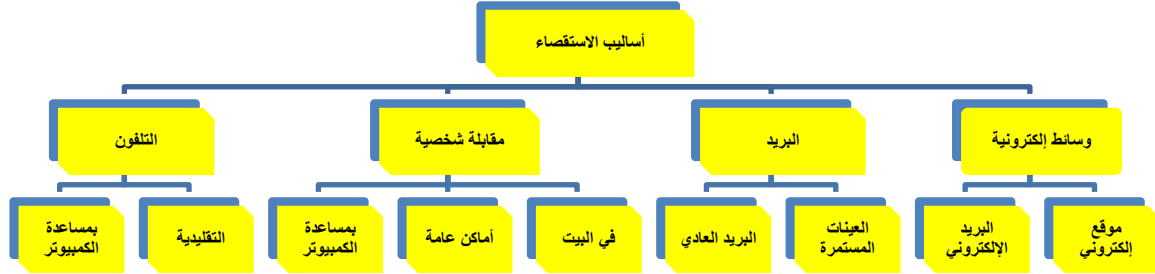 أساليب الاستقصاء
وسائط إلكترونية
البريد
مقابلة شخصية
التلفون
موقع
إلكتروني
البريد
الإلكتروني
العينات
المستمرة
البريد العادي
في البيت
أماكن عامة
بمساعدة
الكمبيوتر
التقليدية
بمساعدة
الكمبيوتر